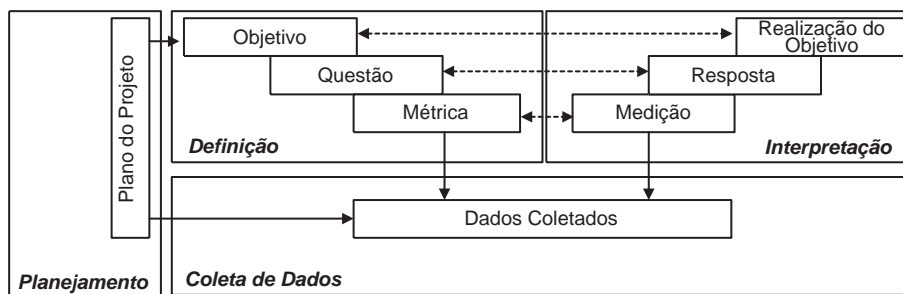 Plano do Projeto
Planejamento
Objetivo
Questão
Métrica
Definição
Realização do
Objetivo
Resposta
Medição
Interpretação
Dados Coletados
Coleta de Dados